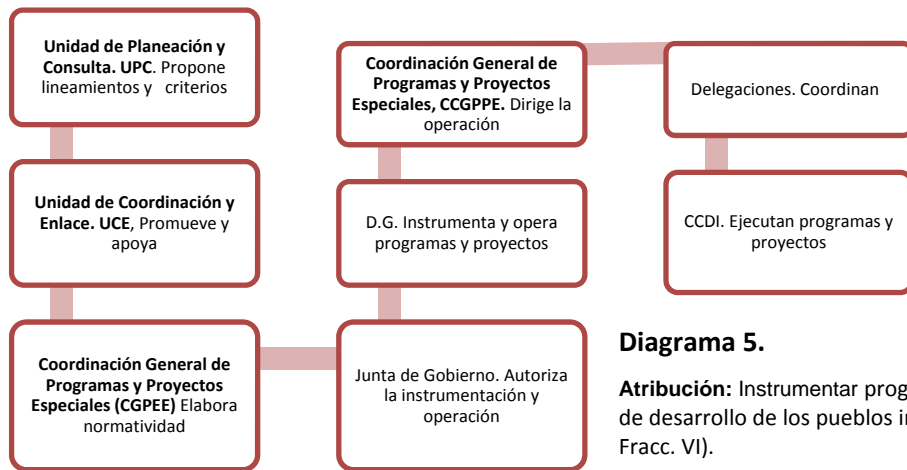 Unidad de Planeación y
Consulta. UPC. Propone
lineamientos y criterios
Unidad de Coordinación y
Enlace. UCE, Promueve y
apoya
Coordinación General de
Programas y Proyectos
Especiales (CGPEE) Elabora
normatividad
Junta de Gobierno. Autoriza
la instrumentación y
operación
D.G. Instrumenta y opera
programas y proyectos
Coordinación General de
Programas y Proyectos
Especiales, CCGPPE. Dirige la
operación
Delegaciones. Coordinan
CCDI. Ejecutan programas y
proyectos
Diagrama 5.
Atribución: Instrumentar prog
de desarrollo de los pueblos i
Fracc. VI).